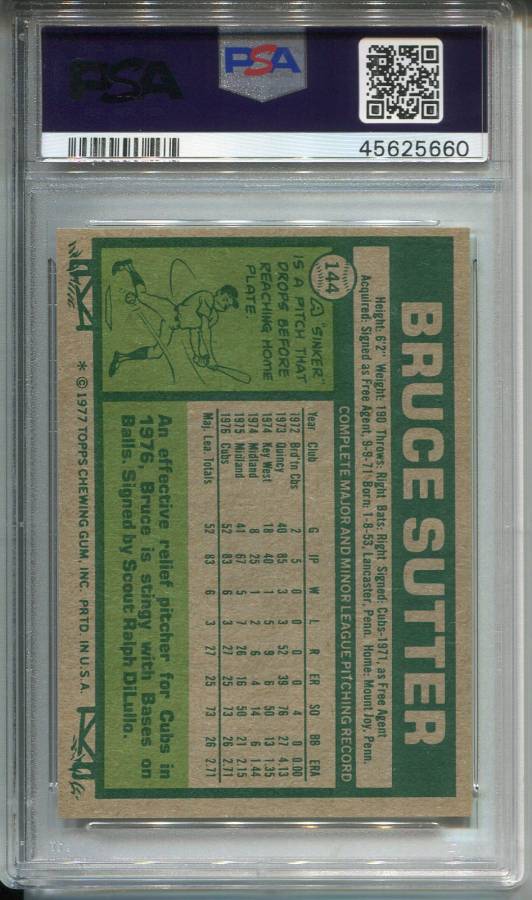 PSA
PSA
45625660
144
BRUCE SUTTER
Height: 6'2" Weight: 190 Throws: Right Bats: Right Signed: Cubs-1971, as Free Agent
Acquired: Signed as Free Agent, 9-9-71 Born: 1-8-53, Lancaster, Penn. Home: Mount Joy, Penn.
COMPLETE MAJOR AND MINOR LEAGUE PITCHING RECORD
Year Club G IP W L R ER SO BB ERA
1972 Brd'n Cbs 2 5 0 0 0 0 4 0 0.00
1973 Quincy 40 85 3 3 52 39 76 27 4.13
1974 Key West 18 40 1 5 9 6 50 13 1.35
1974 Midland 8 25 1 2 6 4 14 6 1.44
1975 Midland 41 67 5 7 26 16 50 21 2.15
1976 Cubs 52 83 6 3 27 25 73 26 2.71
Maj. Lea. Totals 52 83 6 3 27 25 73 26 2.71
A "SINKER"
IS A PITCH THAT
DROPS BEFORE
REACHING HOME
PLATE.
An effective relief pitcher for Cubs in
1976, Bruce is stingy with Bases on
Balls. Signed by Scout Ralph DiLullo.
* © 1977 TOPPS CHEWING GUM, INC. PRTD. IN U.S.A.